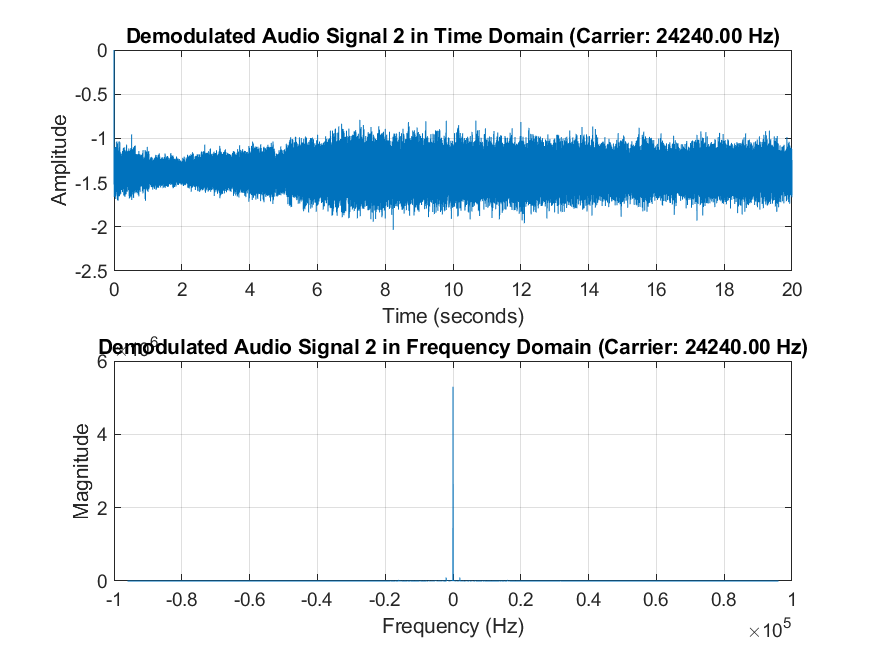 Demodulated Audio Signal 2 in Time Domain (Carrier: 24240.00 Hz)
0
-0.5
-1
-1.5
-2
-2.5
Amplitude
0 2 4 6 8 10 12 14 16 18 20
Time (seconds)
×10^6
Demodulated Audio Signal 2 in Frequency Domain (Carrier: 24240.00 Hz)
6
4
2
0
Magnitude
-1 -0.8 -0.6 -0.4 -0.2 0 0.2 0.4 0.6 0.8 1
Frequency (Hz)
×10^5